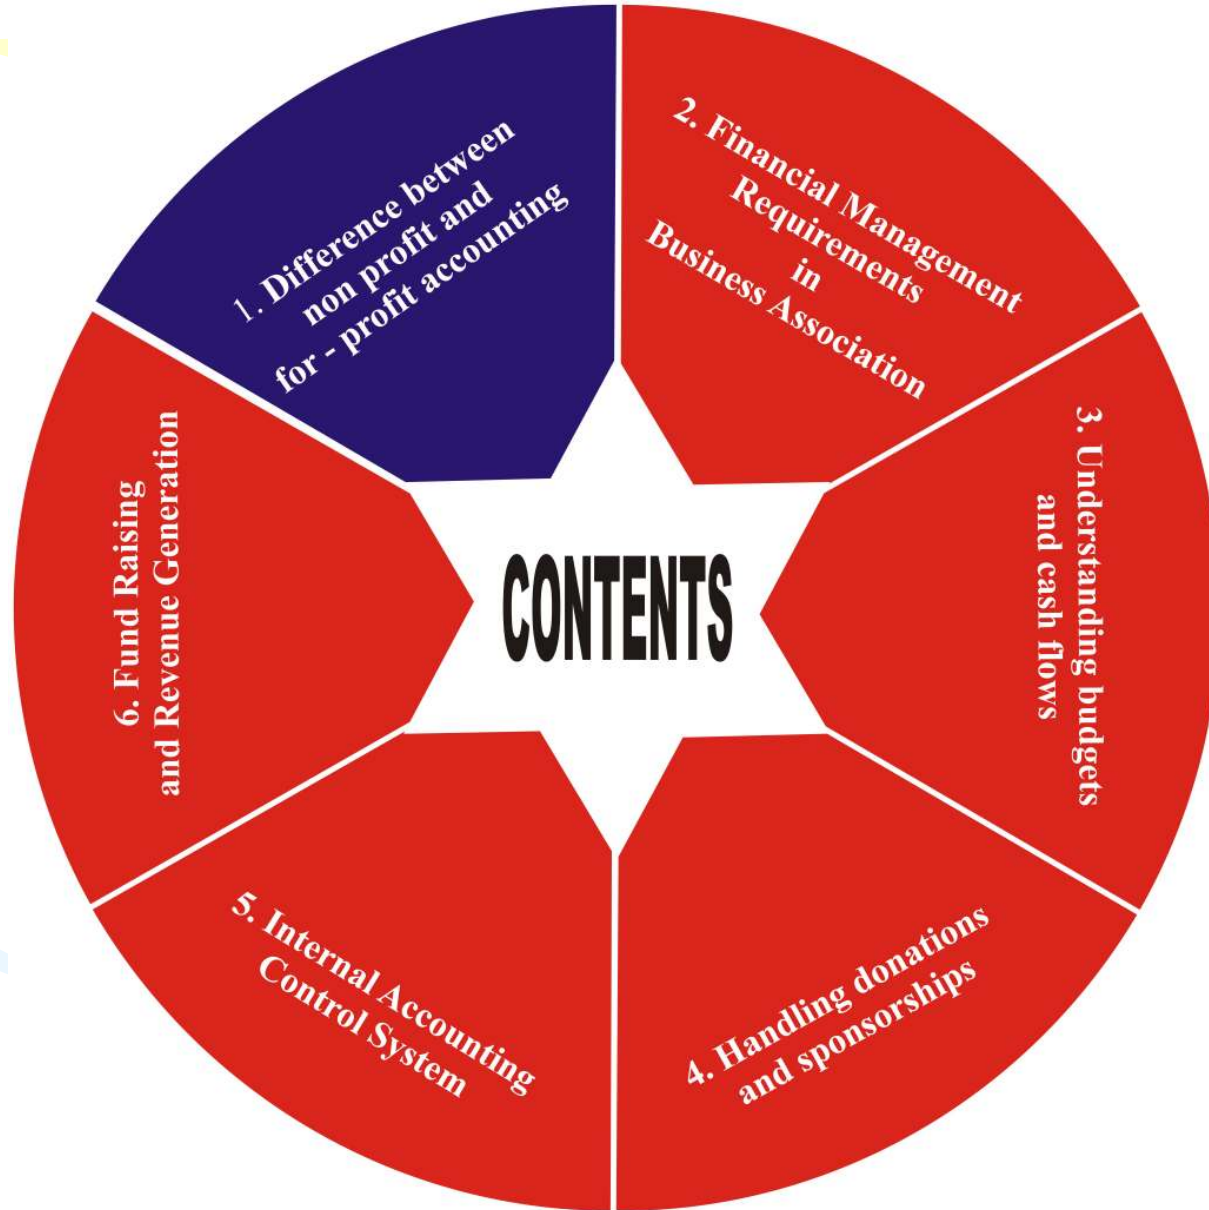 CONTENTS
1. Difference between
non profit and
for - profit accounting
2. Financial Management
Requirements
in
Business Association
3. Understanding budgets
and cash flows
4. Handling donations
and sponsorships
5. Internal Accounting
Control System
6. Fund Raising
and Revenue Generation